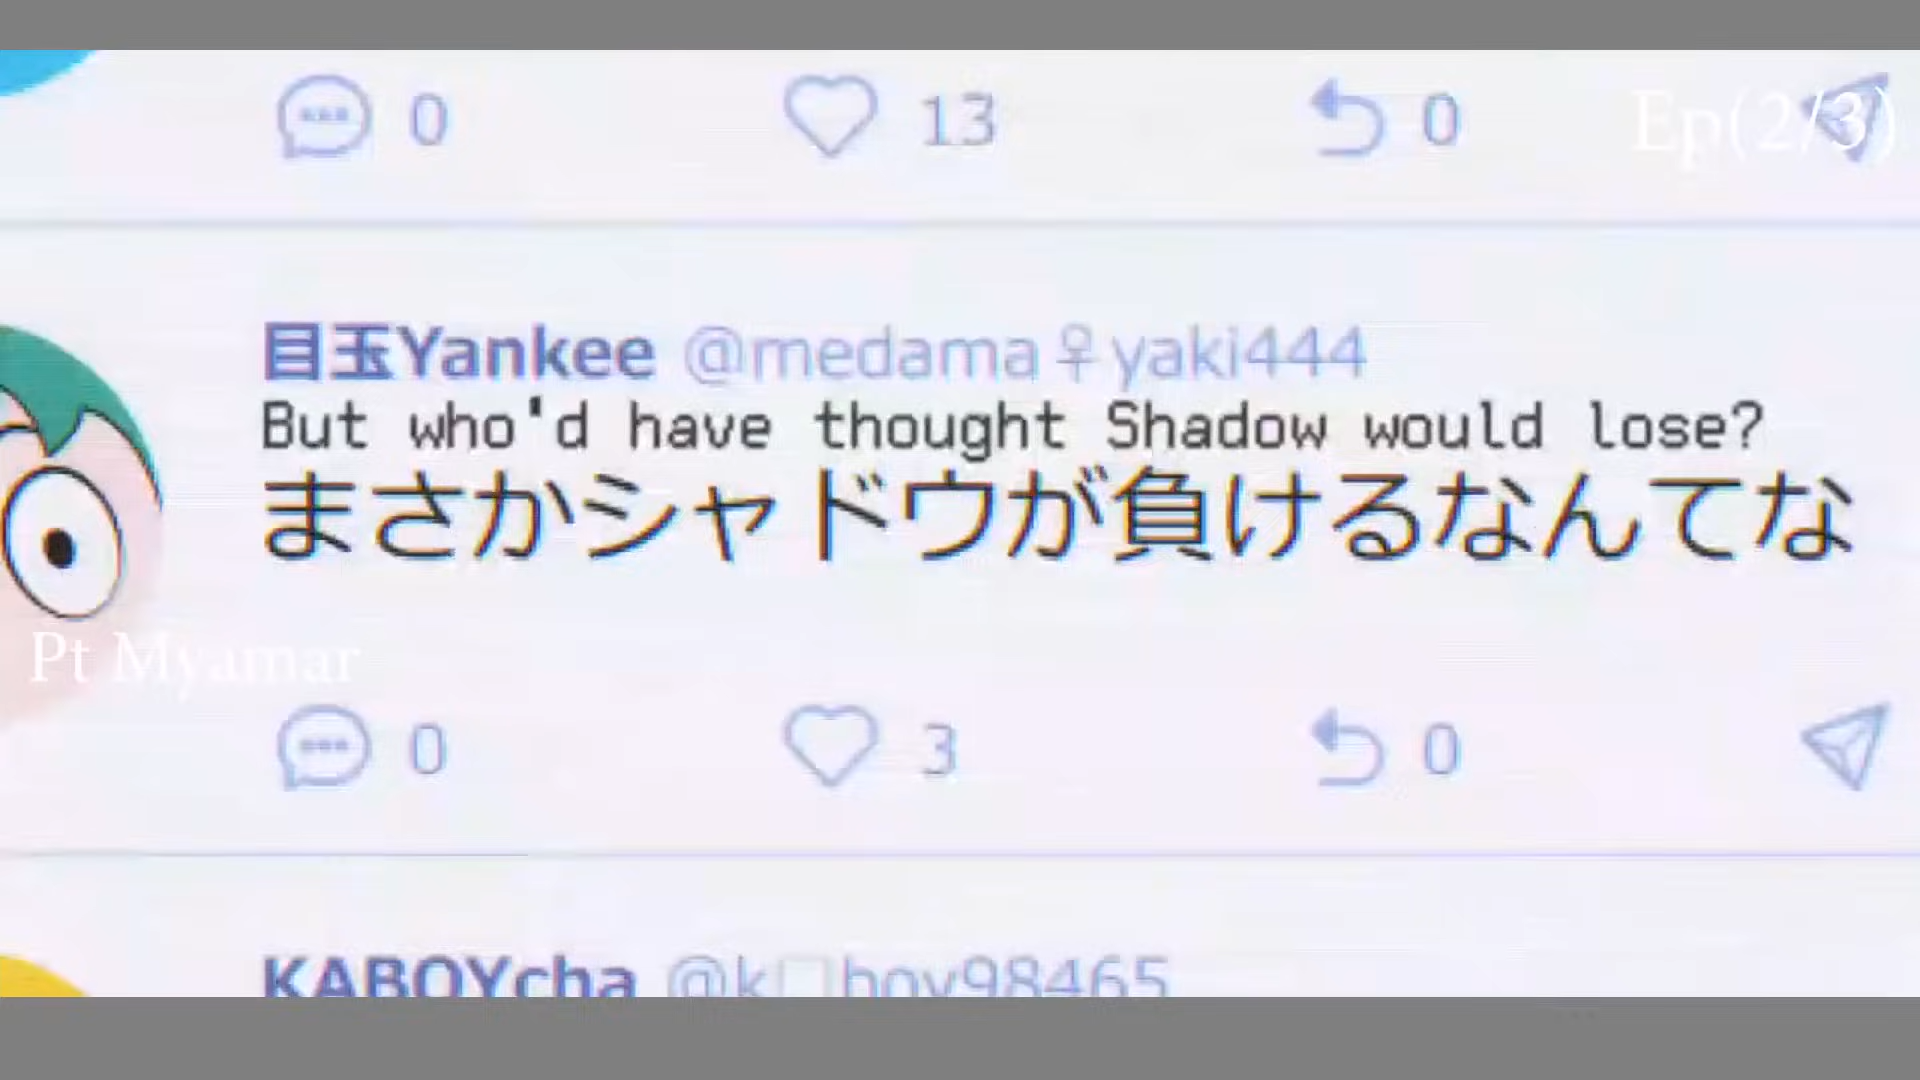 0 13 0
Ep(2/3)
目玉Yankee @medama♀yaki444
But who'd have thought Shadow would lose?
まさかシャドウが負けるなんてな
Pt Myamar
0 3 0
KABOYcha @k□boy98465